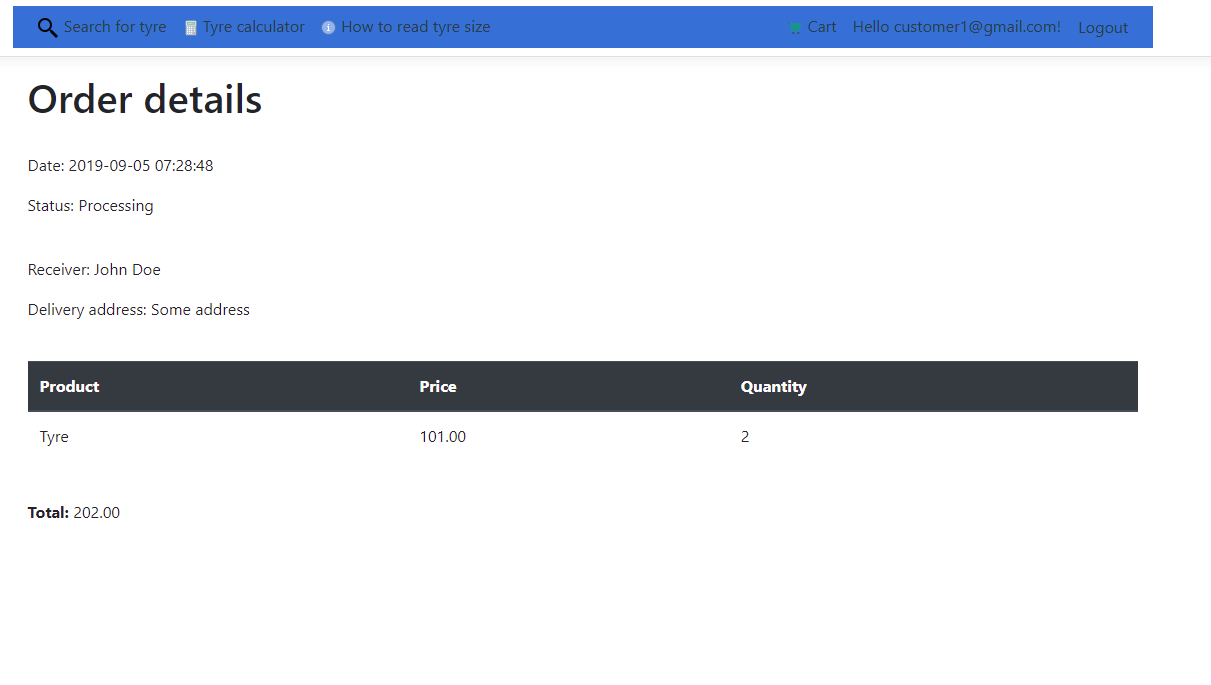 Search for tyre Tyre calculator How to read tyre size Cart Hello customer1@gmail.com! Logout
Order details
Date: 2019-09-05 07:28:48
Status: Processing
Receiver: John Doe
Delivery address: Some address
Product Price Quantity
Tyre 101.00 2
Total: 202.00